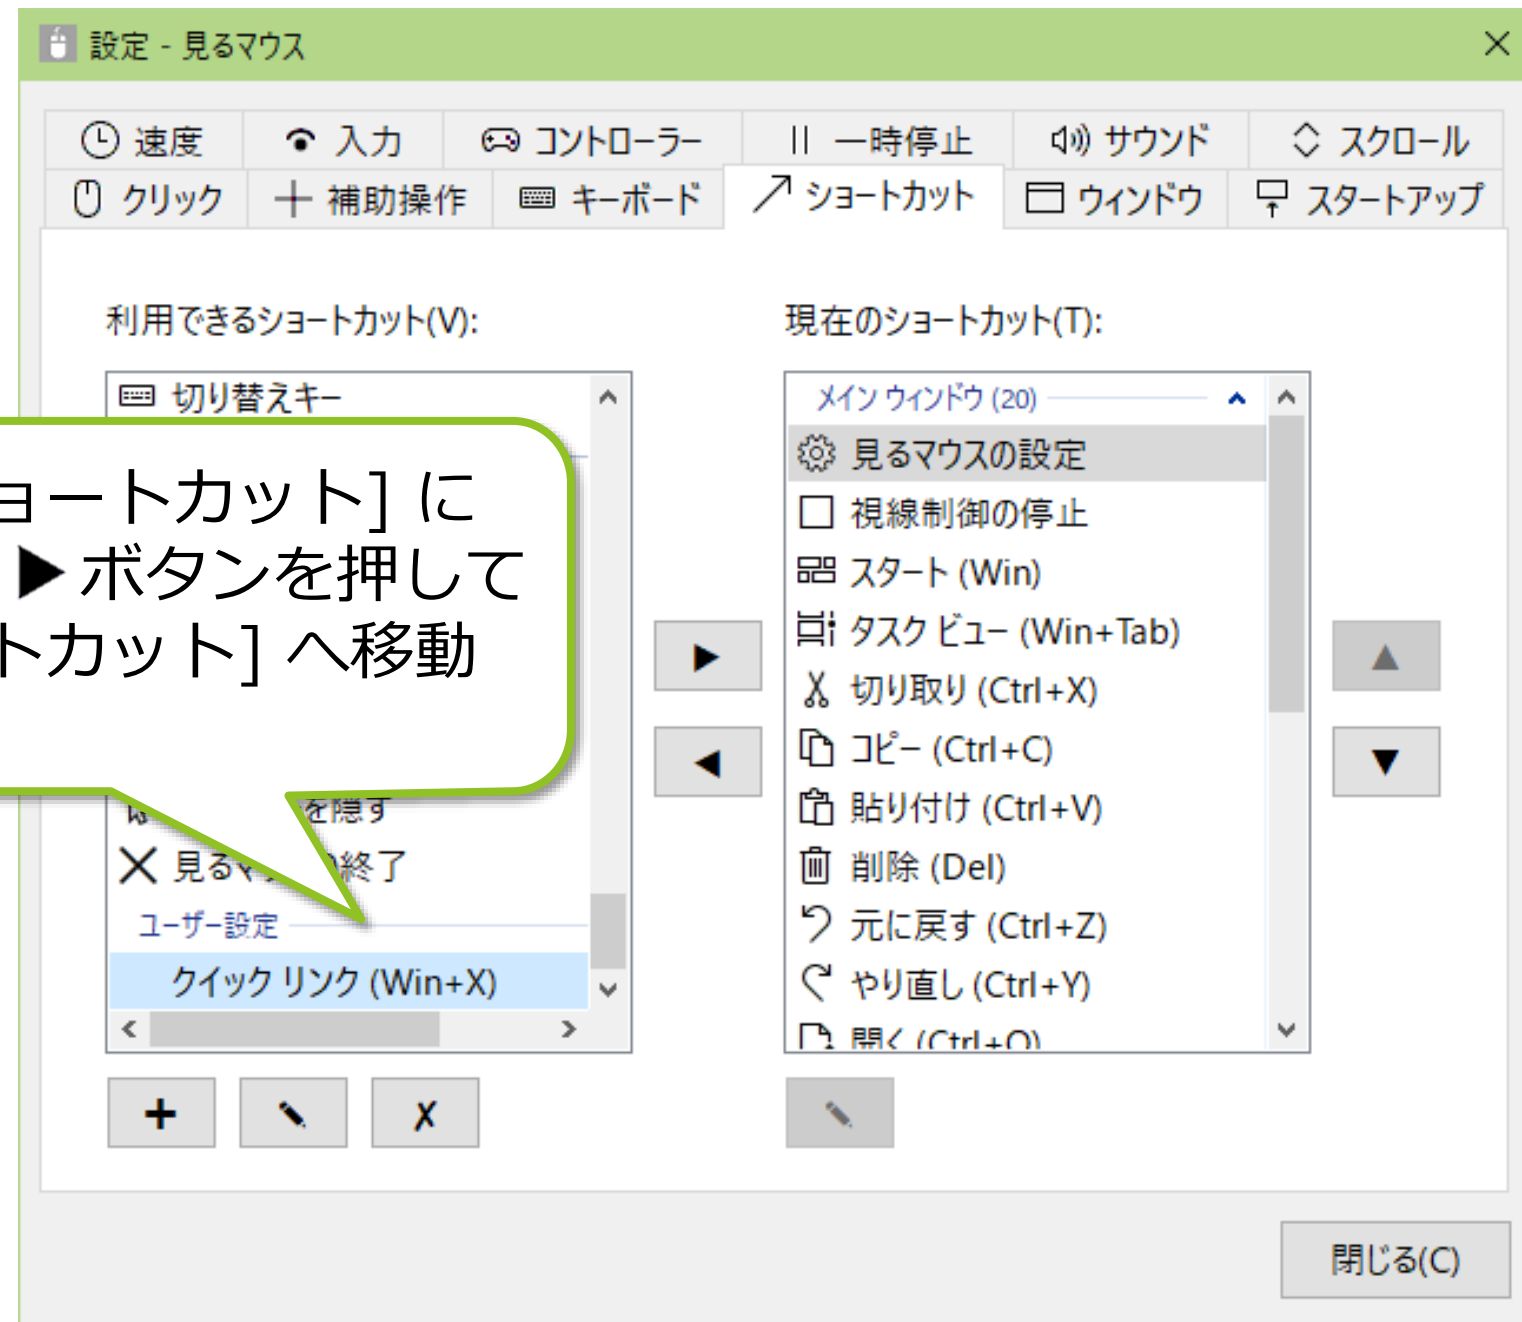 設定 - 見るマウス
速度 入力 コントローラー 一時停止 サウンド スクロール
クリック 補助操作 キーボード ショートカット ウィンドウ スタートアップ
利用できるショートカット(V):
切り替えキー
ョートカット] に
▶ボタンを押して
トカット] へ移動
を隠す
見るマ
終了
ユーザー設定
クイック リンク (Win+X)
現在のショートカット(T):
メイン ウィンドウ (20)
見るマウスの設定
視線制御の停止
スタート (Win)
タスク ビュー (Win+Tab)
切り取り (Ctrl+X)
コピー (Ctrl+C)
貼り付け (Ctrl+V)
削除 (Del)
元に戻す (Ctrl+Z)
やり直し (Ctrl+Y)
開く (Ctrl+O)
閉じる(C)